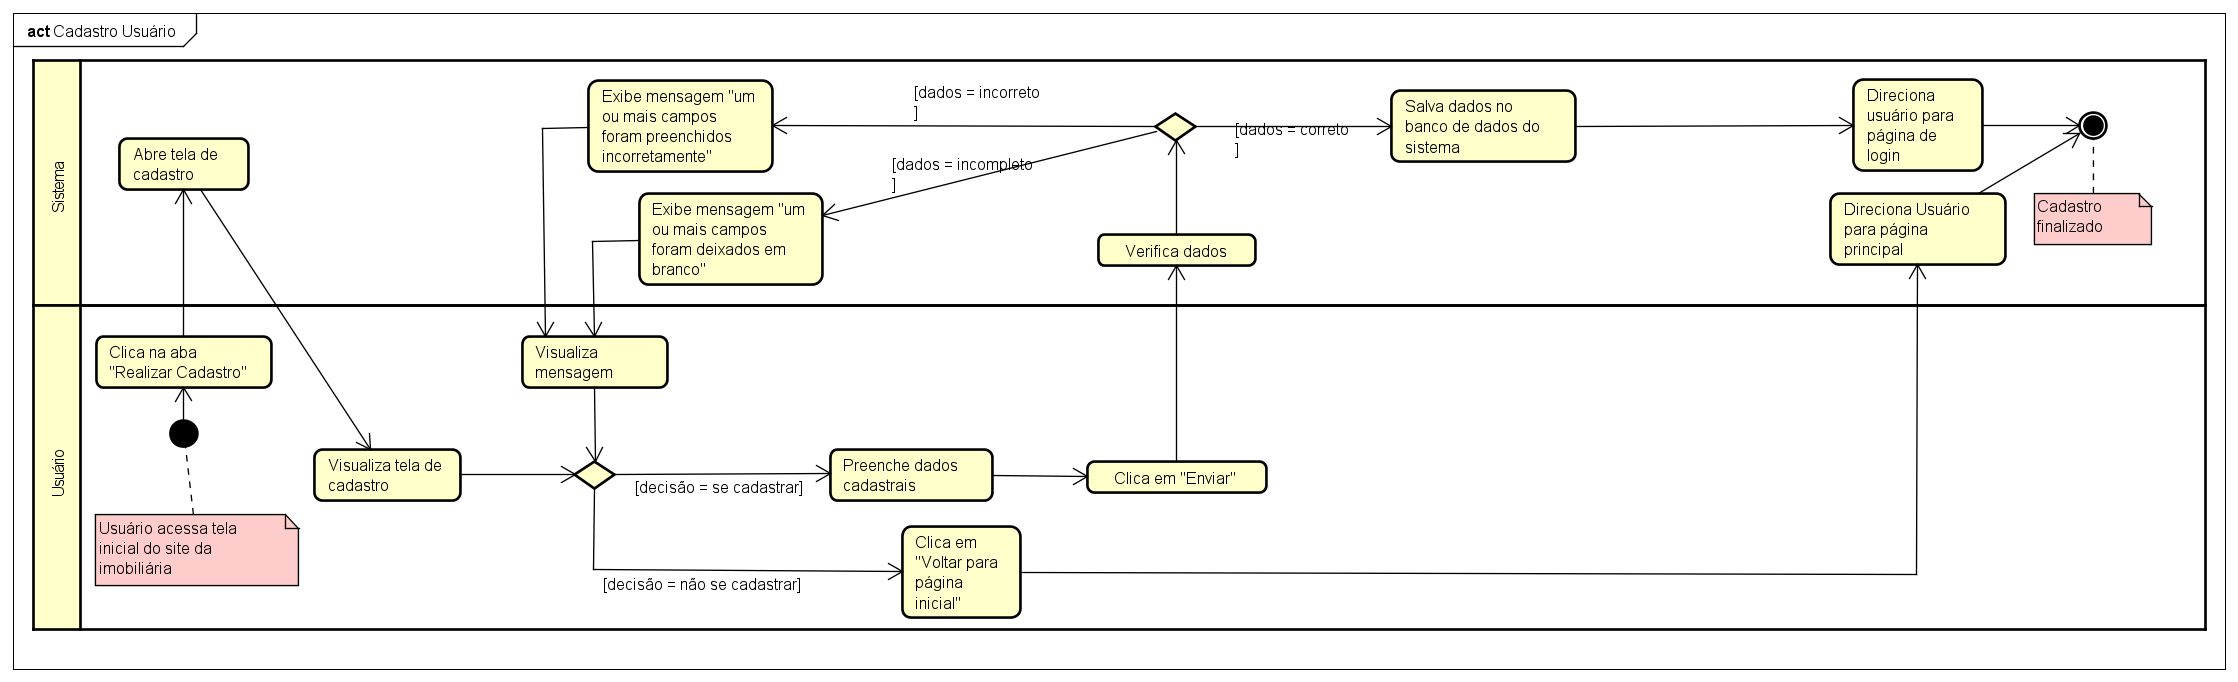 act Cadastro Usuário
Sistema
Abre tela de
cadastro
Exibe mensagem "um
ou mais campos
foram preenchidos
incorretamente"
[dados = incorreto
]
[dados = incompleto
]
Exibe mensagem "um
ou mais campos
foram deixados em
branco"
[dados = correto
]
Verifica dados
Salva dados no
banco de dados do
sistema
Direciona
usuário para
página de
login
Direciona Usuário
para página
principal
Cadastro
finalizado
Usuário
Clica na aba
"Realizar Cadastro"
Usuário acessa tela
inicial do site da
imobiliária
Visualiza tela de
cadastro
Visualiza
mensagem
[decisão = se cadastrar]
[decisão = não se cadastrar]
Preenche dados
cadastrais
Clica em "Enviar"
Clica em
"Voltar para
página
inicial"